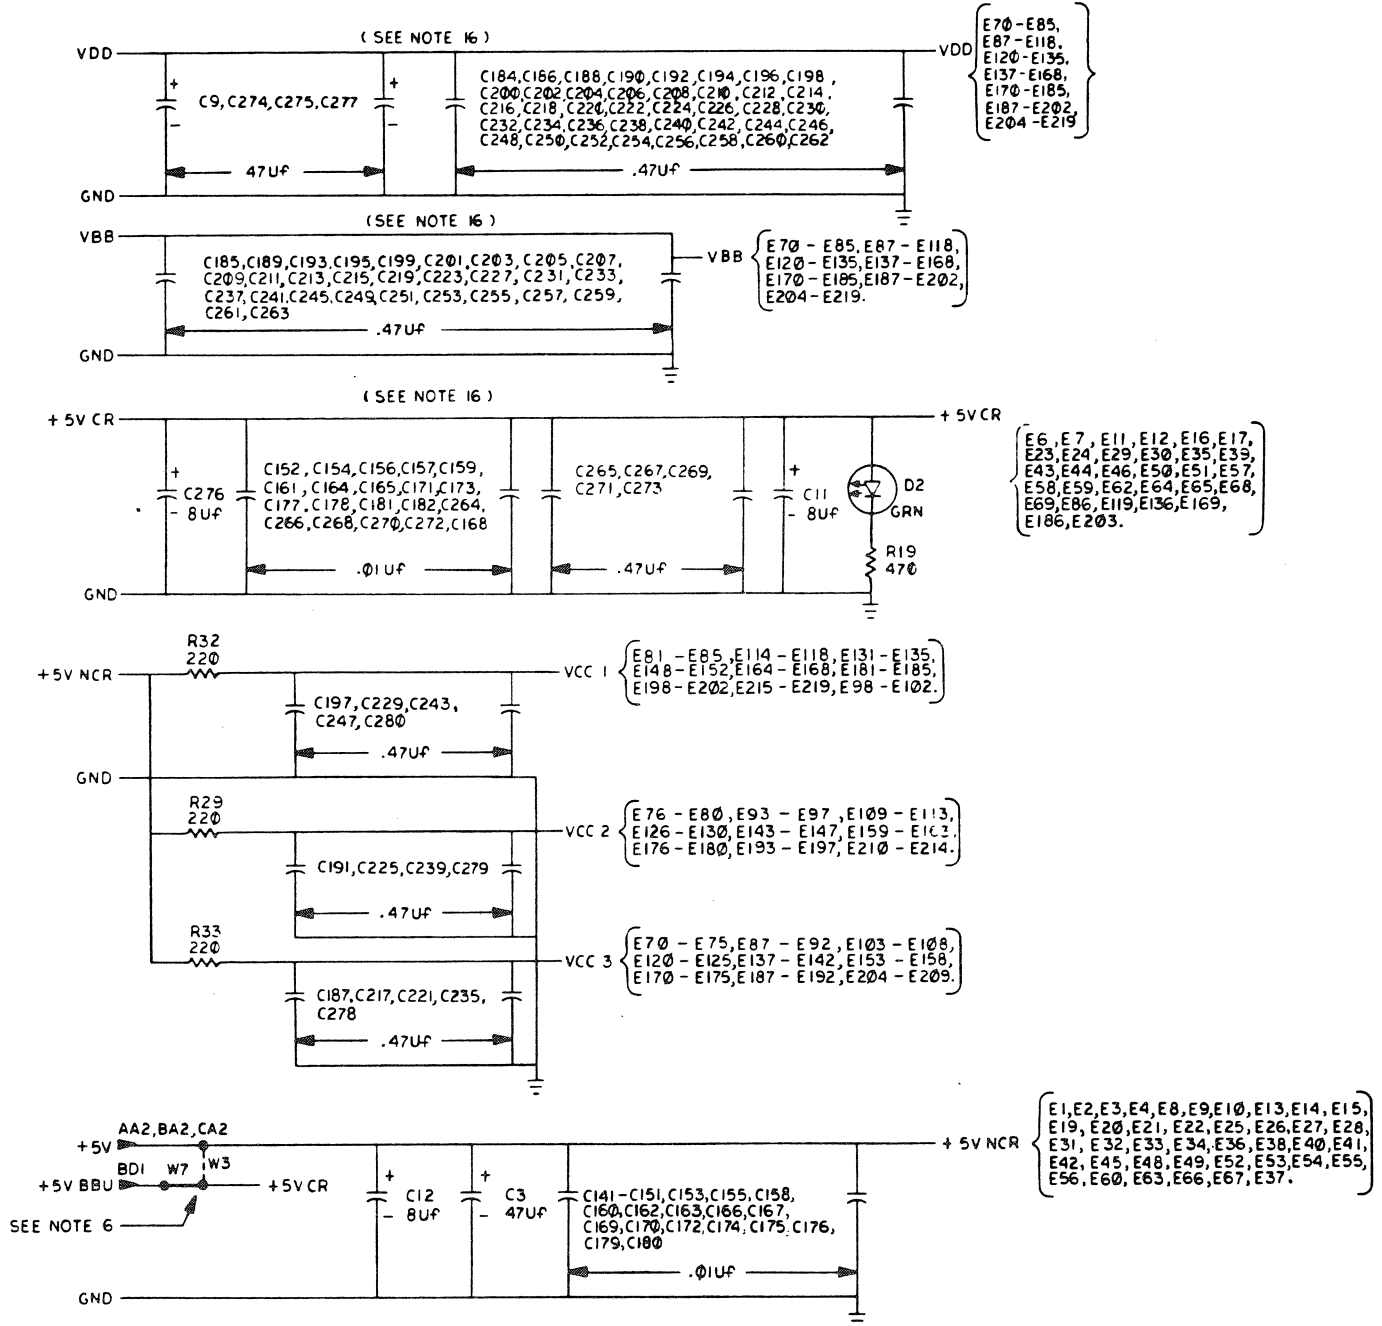 (SEE NOTE 16)
VDD
+
C9,C274,C275,C277
+
-
-
47Uf
C184,C186,C188,C190,C192,C194,C196,C198,
C200,C202,C204,C206,C208,C210,C212,C214,
C216,C218,C220,C222,C224,C226,C228,C230,
C232,C234,C236,C238,C240,C242,C244,C246,
C248,C250,C252,C254,C256,C258,C260,C262
.47Uf
GND
VDD
E70-E85,
E87-E118,
E120-E135,
E137-E168,
E170-E185,
E187-E202,
E204-E219
(SEE NOTE 16)
VBB
C185,C189,C193,C195,C199,C201,C203,C205,C207,
C209,C211,C213,C215,C219,C223,C227,C231,C233,
C237,C241,C245,C249,C251,C253,C255,C257,C259,
C261,C263
.47Uf
GND
VBB
E70-E85,E87-E118,
E120-E135,E137-E168,
E170-E185,E187-E202,
E204-E219.
(SEE NOTE 16)
+5V CR
+
C276
- 8Uf
C152,C154,C156,C157,C159,
C161,C164,C165,C171,C173,
C177,C178,C181,C182,C264,
C266,C268,C270,C272,C168
.01Uf
C265,C267,C269,
C271,C273
.47Uf
+
C11
- 8Uf
D2
GRN
R19
470
GND
+5VCR
E6,E7,E11,E12,E16,E17,
E23,E24,E29,E30,E35,E39,
E43,E44,E46,E50,E51,E57,
E58,E59,E62,E64,E65,E68,
E69,E86,E119,E136,E169,
E186,E203.
R32
220
+5V NCR
C197,C229,C243,
C247,C280
.47Uf
VCC 1
E81-E85,E114-E118,E131-E135,
E148-E152,E164-E168,E181-E185,
E198-E202,E215-E219,E98-E102.
GND
R29
220
C191,C225,C239,C279
.47Uf
VCC 2
E76-E80,E93-E97,E109-E113,
E126-E130,E143-E147,E159-E163,
E176-E180,E193-E197,E210-E214.
R33
220
C187,C217,C221,C235,
C278
.47Uf
VCC 3
E70-E75,E87-E92,E103-E108,
E120-E125,E137-E142,E153-E158,
E170-E175,E187-E192,E204-E209.
AA2,BA2,CA2
+5V
BD1 W7
W3
+5V BBU
+5V CR
SEE NOTE 6
+
C12
- 8Uf
+
C3
- 47Uf
C141-C151,C153,C155,C158,
C160,C162,C163,C166,C167,
C169,C170,C172,C174,C175,C176,
C179,C180
.01Uf
GND
+5V NCR
E1,E2,E3,E4,E8,E9,E10,E13,E14,E15,
E19,E20,E21,E22,E25,E26,E27,E28,
E31,E32,E33,E34,E36,E38,E40,E41,
E42,E45,E48,E49,E52,E53,E54,E55,
E56,E60,E63,E66,E67,E37.